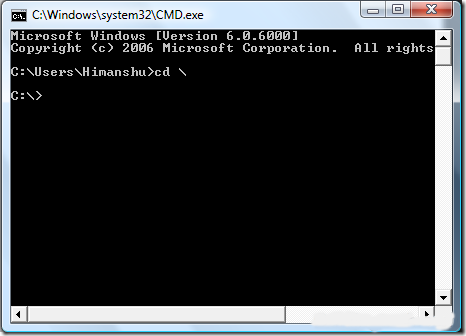 C:\Windows\system32\CMD.exe
Microsoft Windows [Version 6.0.6000]
Copyright (c) 2006 Microsoft Corporation.  All rights
C:\Users\Himanshu>cd \
C:\>